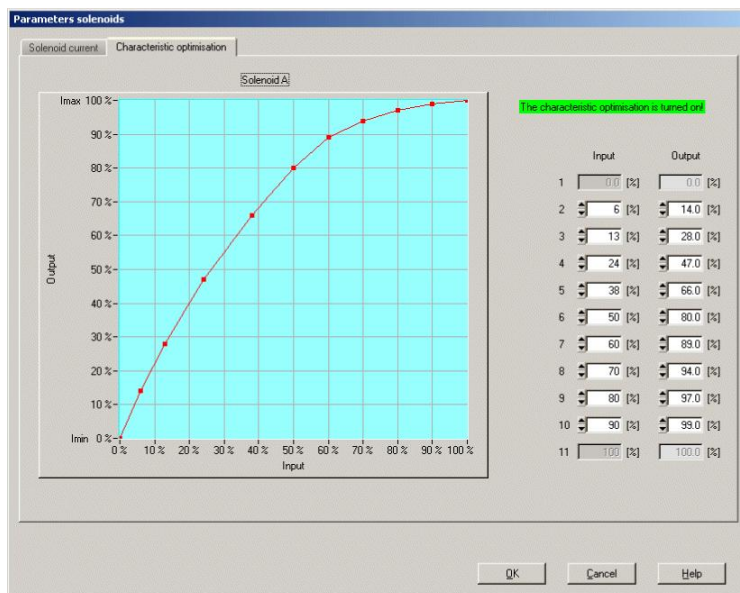 Parameters solenoids
Solenoid current
Characteristic optimisation
Solenoid A
Imax 100 %
90 %
80 %
70 %
60 %
50 %
40 %
30 %
20 %
10 %
Imin 0 %
Output
0 % 10 % 20 % 30 % 40 % 50 % 60 % 70 % 80 % 90 % 100 %
Input
The characteristic optimisation is turned on!
Input Output
1 0.0 [%] 0.0 [%]
2 6 [%] 14.0 [%]
3 13 [%] 28.0 [%]
4 24 [%] 47.0 [%]
5 38 [%] 66.0 [%]
6 50 [%] 80.0 [%]
7 60 [%] 89.0 [%]
8 70 [%] 94.0 [%]
9 80 [%] 97.0 [%]
10 90 [%] 99.0 [%]
11 100 [%] 100.0 [%]
OK Cancel Help